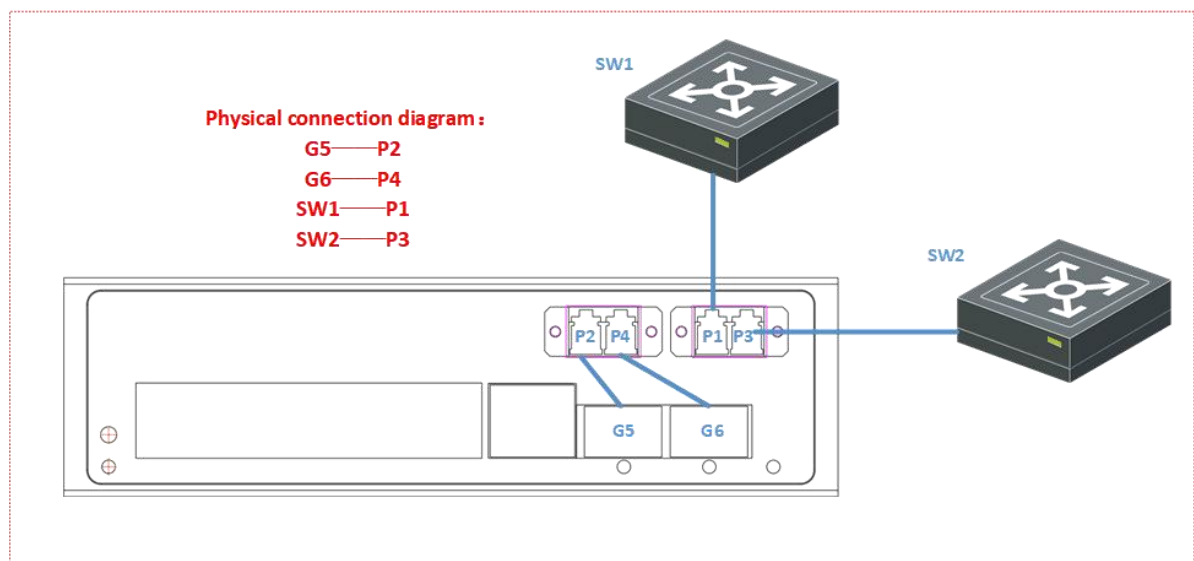 SW1
Physical connection diagram：
G5——P2
G6——P4
SW1——P1
SW2——P3
SW2
P2 P4 P1 P3
G5 G6